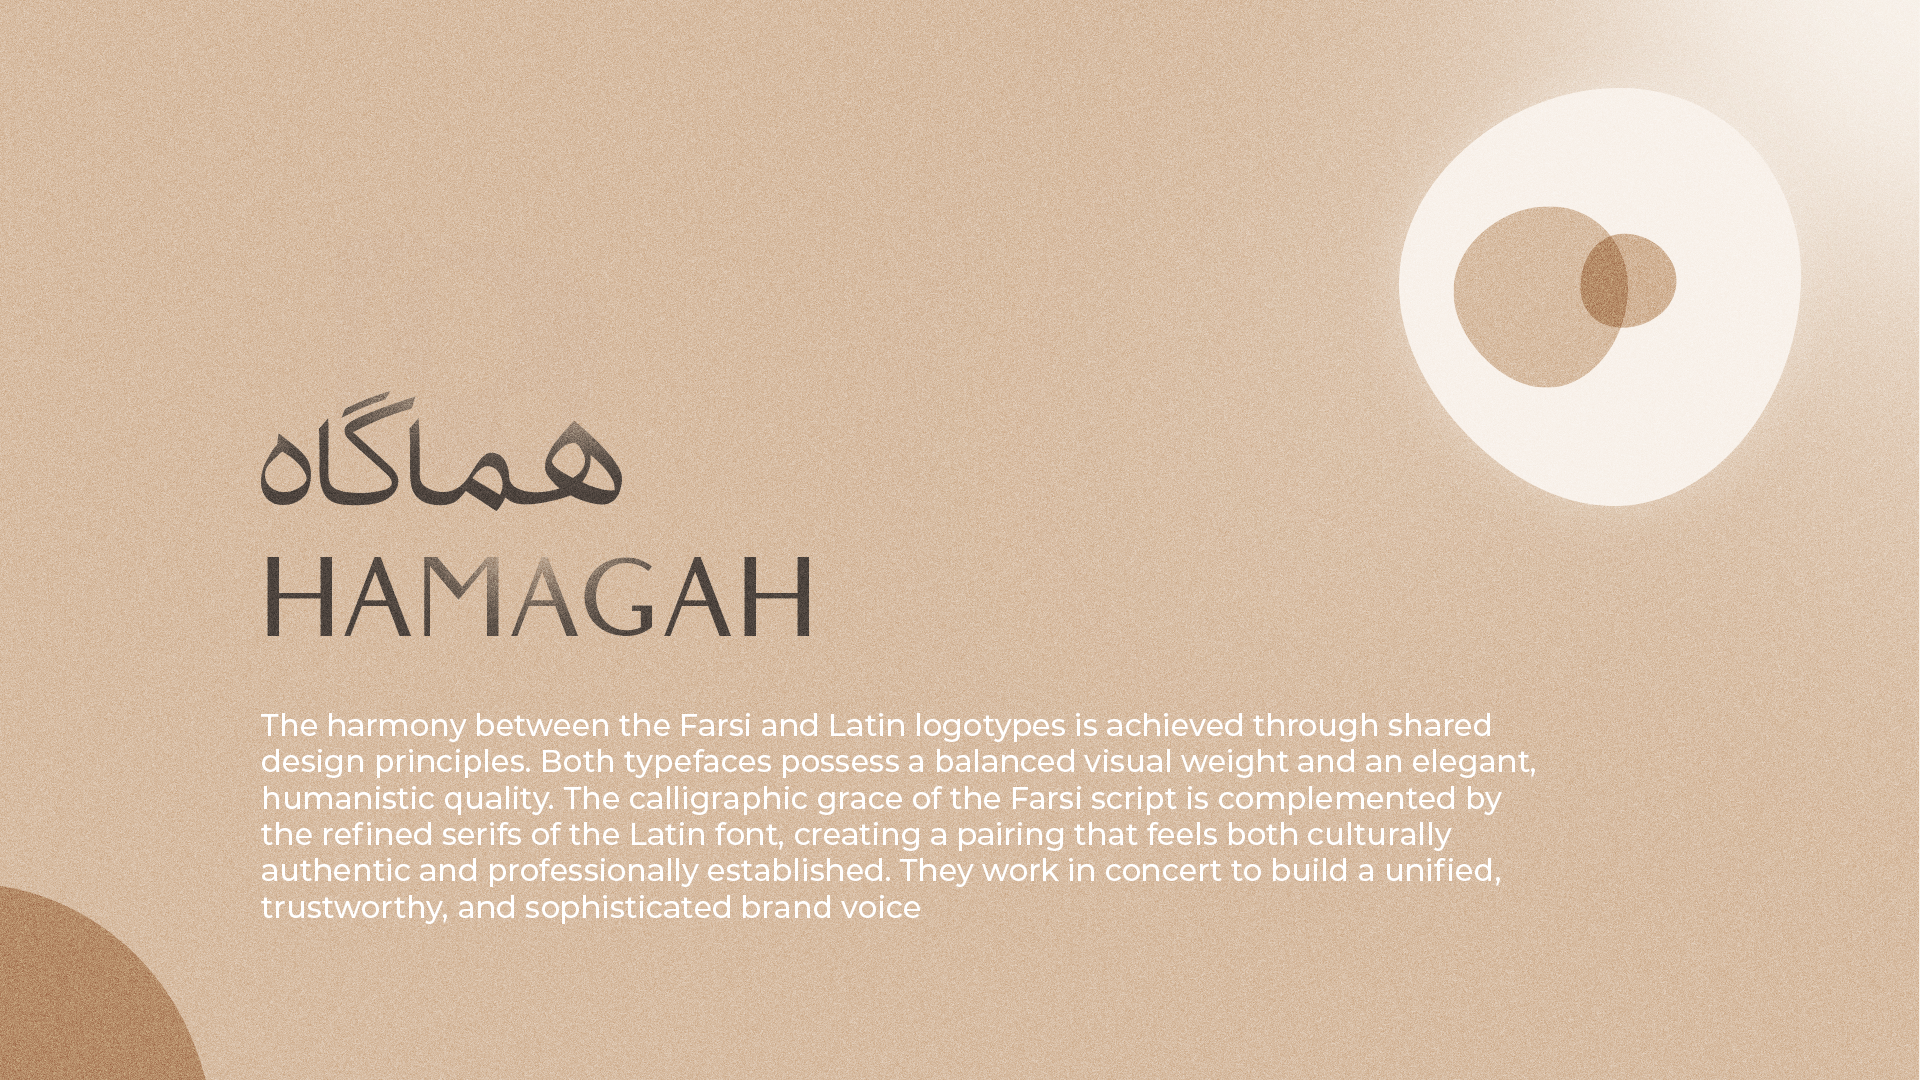 هماگاه
HAMAGAH
The harmony between the Farsi and Latin logotypes is achieved through shared
design principles. Both typefaces possess a balanced visual weight and an elegant,
humanistic quality. The calligraphic grace of the Farsi script is complemented by
the refined serifs of the Latin font, creating a pairing that feels both culturally
authentic and professionally established. They work in concert to build a unified,
trustworthy, and sophisticated brand voice